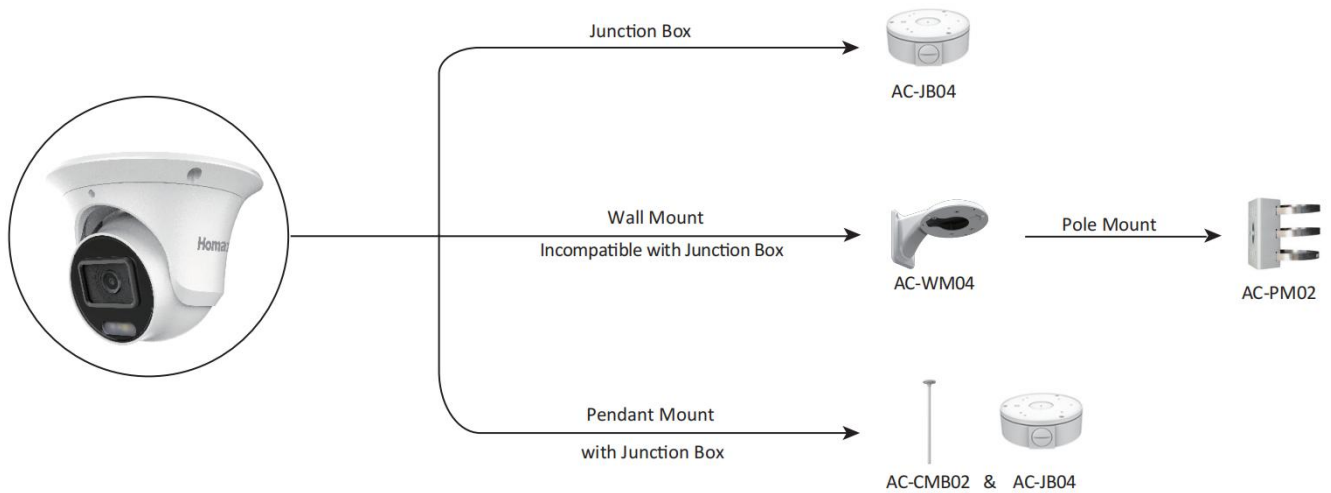 Junction Box
AC-JB04
Homa
Wall Mount
Incompatible with Junction Box
AC-WM04
Pole Mount
AC-PM02
Pendant Mount
with Junction Box
AC-CMB02 & AC-JB04